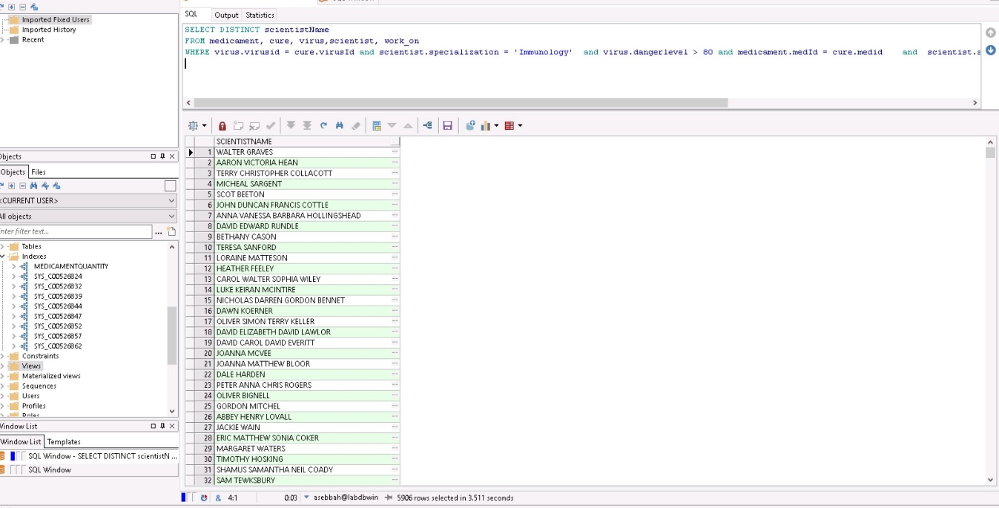 Imported Fixed Users
Imported History
Recent
SQL Output Statistics
SELECT DISTINCT scientistName
FROM medicament, cure, virus,scientist, work_on
WHERE virus.virusid = cure.virusId and scientist.specialization = 'Immunology' and virus.dangerlevel > 60 and medicament.medId = cure.medid and scientist.s
Objects
Objects Files
<CURRENT USER>
All objects
Enter filter text...
Tables
Indexes
MEDICAMENTQUANTITY
SYS_C00526824
SYS_C00526832
SYS_C00526839
SYS_C00526844
SYS_C00526847
SYS_C00526852
SYS_C00526857
SYS_C00526862
Constraints
Views
Materialized views
Sequences
Users
Profiles
Roles
Window List
Window List Templates
SQL Window - SELECT DISTINCT scientistN ...
SQL Window
SCIENTISTNAME
1 WALTER GRAVES
2 AARON VICTORIA HEAN
3 TERRY CHRISTOPHER COLLACOTT
4 MICHEAL SARGENT
5 SCOT BEETON
6 JOHN DUNCAN FRANCIS COTTLE
7 ANNA VANESSA BARBARA HOLLINGSHEAD
8 DAVID EDWARD RUNDLE
9 BETHANY CASON
10 TERESA SANFORD
11 LORAINE MATTESON
12 HEATHER FEELEY
13 CAROL WALTER SOPHIA WILEY
14 LUKE KEIRAN MCINTIRE
15 NICHOLAS DARREN GORDON BENNET
16 DAWN KOERNER
17 OLIVER SIMON TERRY KELLER
18 DAVID ELIZABETH DAVID LAWLOR
19 DAVID CAROL DAVID EVERITT
20 JOANNA MCVEE
21 JOANNA MATTHEW BLOOR
22 DALE HARDEN
23 PETER ANNA CHRIS ROGERS
24 OLIVER BIGNELL
25 GORDON MITCHEL
26 ABBEY HENRY LOVALL
27 JACKIE WAIN
28 ERIC MATTHEW SONIA COKER
29 MARGARET WATERS
30 TIMOTHY HOSKING
31 SHAMUS SAMANTHA NEIL COADY
32 SAM TEWKSBURY
& 4:1 0:03 asebbah@labdbwin 5906 rows selected in 3.511 seconds